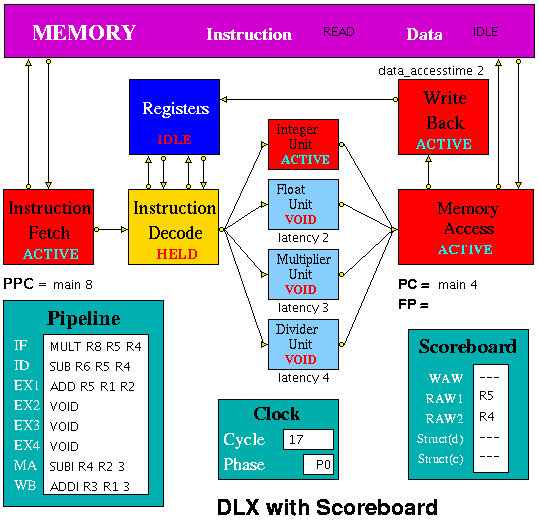 MEMORY Instruction READ Data IDLE
data_accesstime 2
Registers
IDLE
Write
Back
ACTIVE
Integer
Unit
ACTIVE
Instruction
Fetch
ACTIVE
Instruction
Decode
HELD
Float
Unit
VOID
latency 2
Memory
Access
ACTIVE
Multiplier
Unit
VOID
latency 3
Divider
Unit
VOID
latency 4
PPC = main 8
PC = main 4
FP =
Pipeline
IF MULT R8 R5 R4
ID SUB R6 R5 R4
EX1 ADD R5 R1 R2
EX2 VOID
EX3 VOID
EX4 VOID
MA SUBI R4 R2 3
WB ADDI R3 R1 3
Clock
Cycle 17
Phase P0
Scoreboard
WAW ---
RAW1 R5
RAW2 R4
Struct(d) ---
Struct(c) ---
DLX with Scoreboard